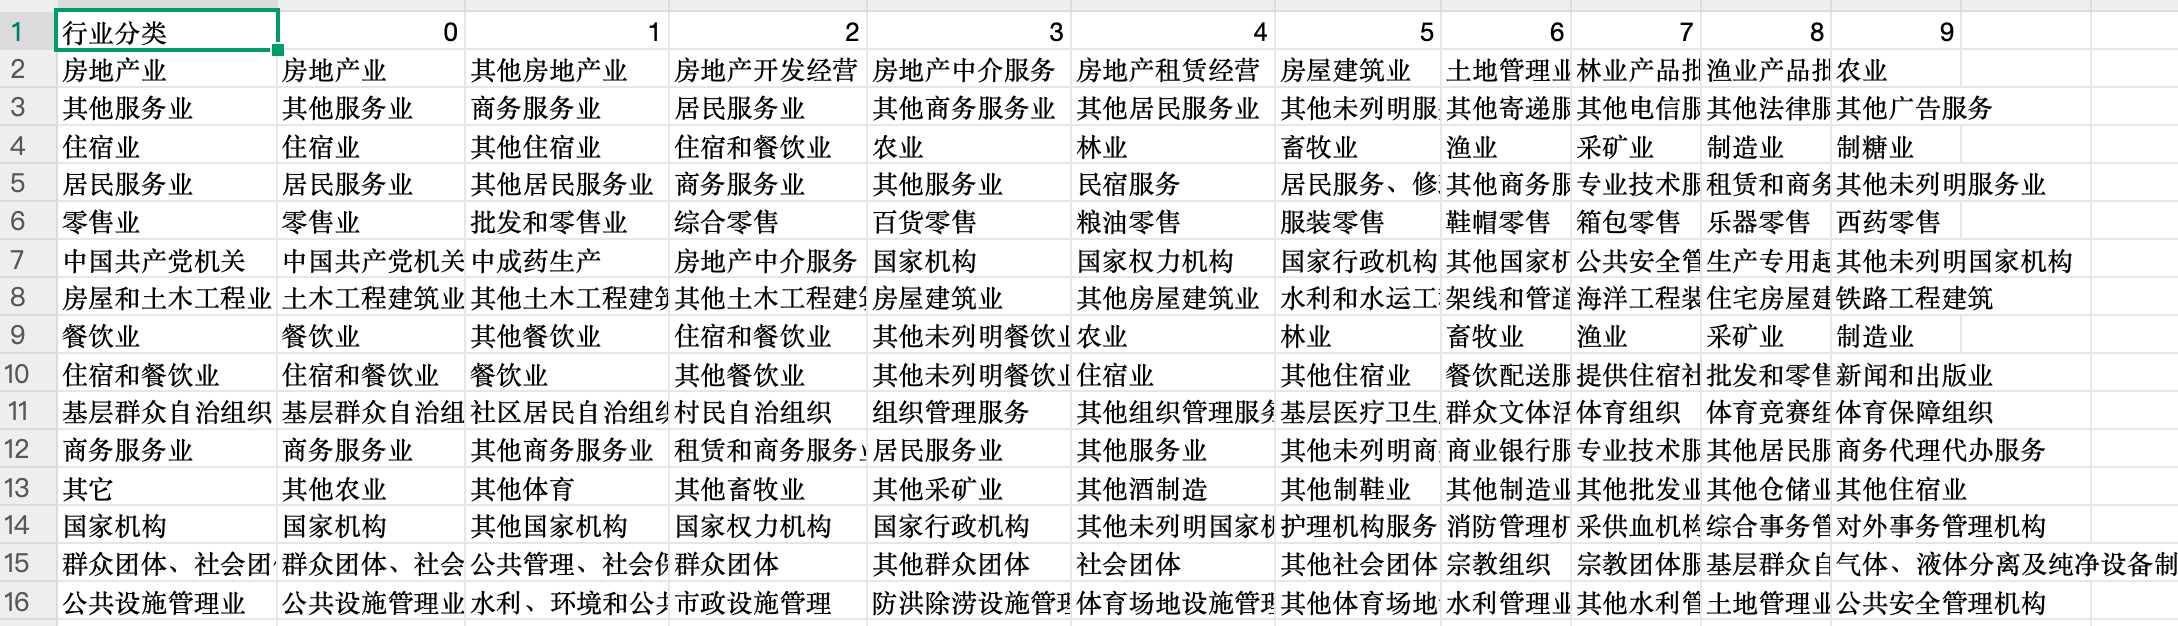 1 行业分类 0 1 2 3 4 5 6 7 8 9
2 房地产业 房地产业 其他房地产业 房地产开发经营 房地产中介服务 房地产租赁经营 房屋建筑业 土地管理业 林业产品批 渔业产品批 农业
3 其他服务业 其他服务业 商务服务业 居民服务业 其他商务服务业 其他居民服务业 其他未列明服 其他寄递服 其他电信服 其他法律服 其他广告服务
4 住宿业 住宿业 其他住宿业 住宿和餐饮业 农业 林业 畜牧业 渔业 采矿业 制造业 制糖业
5 居民服务业 居民服务业 其他居民服务业 商务服务业 其他服务业 民宿服务 居民服务、修 其他商务服 专业技术服 租赁和商务 其他未列明服务业
6 零售业 零售业 批发和零售业 综合零售 百货零售 粮油零售 服装零售 鞋帽零售 箱包零售 乐器零售 西药零售
7 中国共产党机关 中国共产党机关 中成药生产 房地产中介服务 国家机构 国家权力机构 国家行政机构 其他国家机 公共安全管 生产专用起 其他未列明国家机构
8 房屋和土木工程业 土木工程建筑业 其他土木工程建筑 其他土木工程建筑 房屋建筑业 其他房屋建筑业 水利和水运工 架线和管道 海洋工程装 住宅房屋建 铁路工程建筑
9 餐饮业 餐饮业 其他餐饮业 住宿和餐饮业 其他未列明餐饮业 农业 林业 畜牧业 渔业 采矿业 制造业
10 住宿和餐饮业 住宿和餐饮业 餐饮业 其他餐饮业 其他未列明餐饮业 住宿业 其他住宿业 餐饮配送服 提供住宿社 批发和零售 新闻和出版业
11 基层群众自治组织 基层群众自治组 社区居民自治组织 村民自治组织 组织管理服务 其他组织管理服务 基层医疗卫生 群众文体活 体育组织 体育竞赛组 体育保障组织
12 商务服务业 商务服务业 其他商务服务业 租赁和商务服务业 居民服务业 其他服务业 其他未列明商 商业银行服 专业技术服 其他居民服 商务代理代办服务
13 其它 其他农业 其他体育 其他畜牧业 其他采矿业 其他酒制造 其他制鞋业 其他制造业 其他批发业 其他仓储业 其他住宿业
14 国家机构 国家机构 其他国家机构 国家权力机构 国家行政机构 其他未列明国家机 护理机构服务 消防管理机 采供血机构 综合事务管 对外事务管理机构
15 群众团体、社会团 群众团体、社会 公共管理、社会保 群众团体 其他群众团体 社会团体 其他社会团体 宗教组织 宗教团体服 基层群众自 气体、液体分离及纯净设备制
16 公共设施管理业 公共设施管理业 水利、环境和公共 市政设施管理 防洪除涝设施管理 体育场地设施管理 其他体育场地 水利管理业 其他水利管 土地管理业 公共安全管理机构